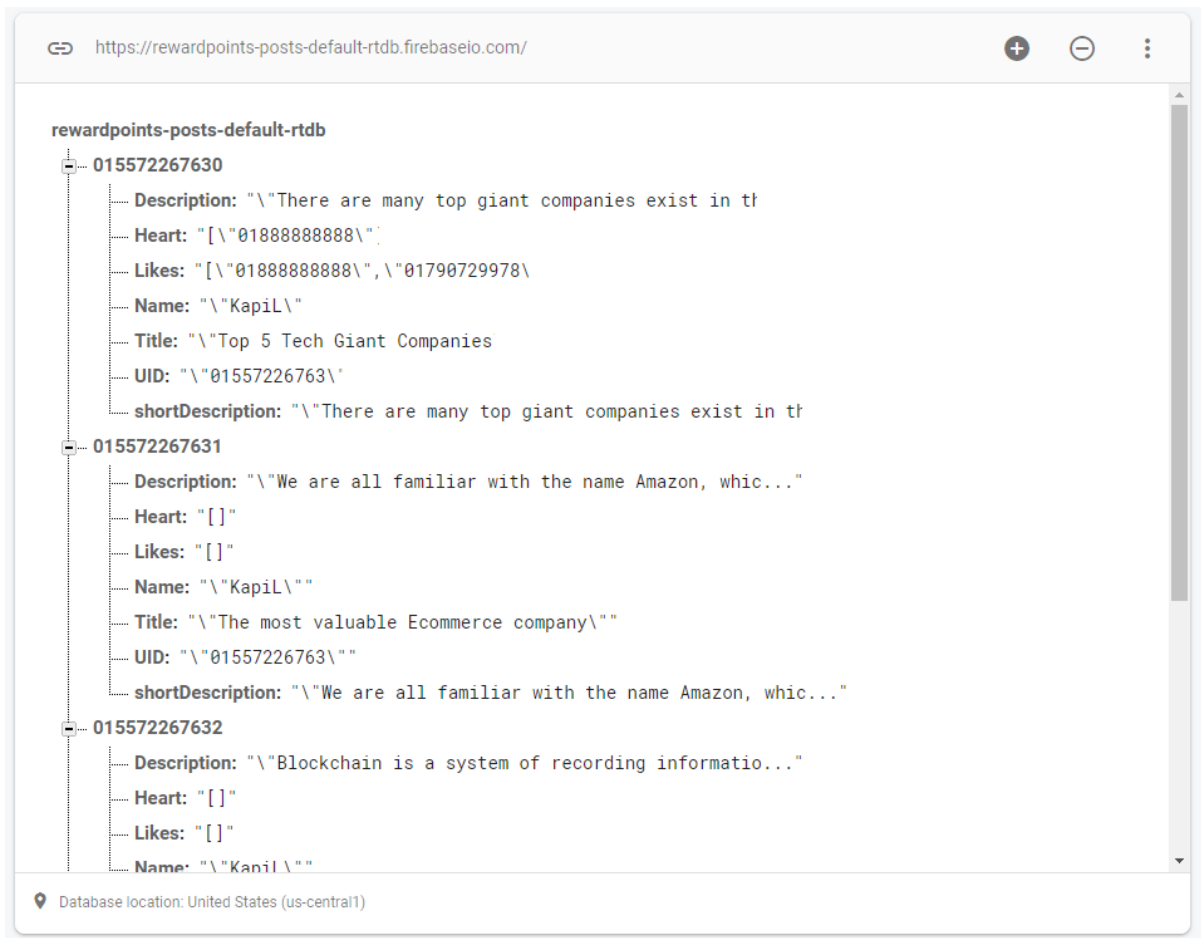 https://rewardpoints-posts-default-rtdb.firebaseio.com/
rewardpoints-posts-default-rtdb
015572267630
Description: "\"There are many top giant companies exist in th
Heart: "[\"01888888888\"]
Likes: "[\"01888888888\",\"01790729978\
Name: "\"KapiL\"
Title: "\"Top 5 Tech Giant Companies
UID: "\"01557226763\"
shortDescription: "\"There are many top giant companies exist in th
015572267631
Description: "\"We are all familiar with the name Amazon, whic..."
Heart: "[]"
Likes: "[]"
Name: "\"KapiL\""
Title: "\"The most valuable Ecommerce company\""
UID: "\"01557226763\""
shortDescription: "\"We are all familiar with the name Amazon, whic..."
015572267632
Description: "\"Blockchain is a system of recording informatio..."
Heart: "[]"
Likes: "[]"
Name: "\"KapiL\""
Database location: United States (us-central1)